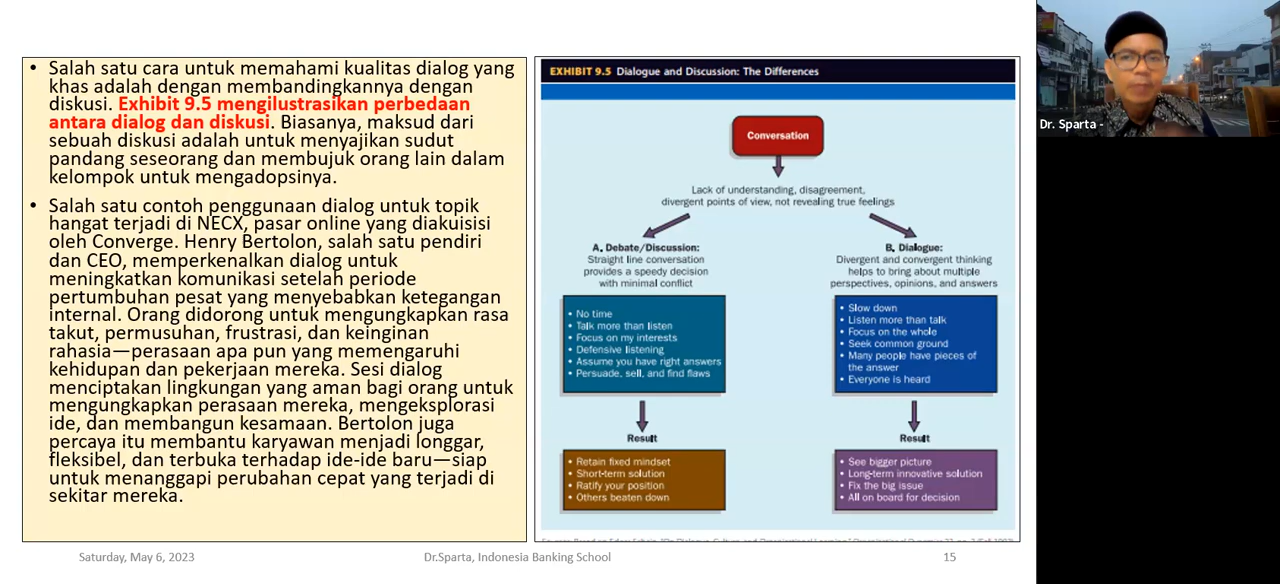 • Salah satu cara untuk memahami kualitas dialog yang
khas adalah dengan membandingkannya dengan
diskusi. Exhibit 9.5 mengilustrasikan perbedaan
antara dialog dan diskusi. Biasanya, maksud dari
sebuah diskusi adalah untuk menyajikan sudut
pandang seseorang dan membujuk orang lain dalam
kelompok untuk mengadopsinya.
• Salah satu contoh penggunaan dialog untuk topik
hangat terjadi di NECX, pasar online yang diakuisisi
oleh Converge. Henry Bertolon, salah satu pendiri
dan CEO, memperkenalkan dialog untuk
meningkatkan komunikasi setelah periode
pertumbuhan pesat yang menyebabkan ketegangan
internal. Orang didorong untuk mengungkapkan rasa
takut, permusuhan, frustrasi, dan keinginan
rahasia—perasaan apa pun yang memengaruhi
kehidupan dan pekerjaan mereka. Sesi dialog
menciptakan lingkungan yang aman bagi orang untuk
mengungkapkan perasaan mereka, mengeksplorasi
ide, dan membangun kesamaan. Bertolon juga
percaya itu membantu karyawan menjadi longgar,
fleksibel, dan terbuka terhadap ide-ide baru—siap
untuk menanggapi perubahan cepat yang terjadi di
sekitar mereka.
EXHIBIT 9.5 Dialogue and Discussion: The Differences
Conversation
Lack of understanding, disagreement,
divergent points of view, not revealing true feelings
A. Debate/Discussion:
Straight line conversation
provides a speedy decision
with minimal conflict
• No time
• Talk more than listen
• Focus on my interests
• Defensive listening
• Assume you have right answers
• Persuade, sell, and find flaws
Result
• Retain fixed mindset
• Short-term solution
• Ratify your position
• Others beaten down
B. Dialogue:
Divergent and convergent thinking
helps to bring about multiple
perspectives, opinions, and answers
• Slow down
• Listen more than talk
• Focus on the whole
• Seek common ground
• Many people have pieces of
the answer
• Everyone is heard
Result
• See bigger picture
• Long-term innovative solution
• Fix the big issue
• All on board for decision
Saturday, May 6, 2023
Dr.Sparta, Indonesia Banking School
15
Dr. Sparta -